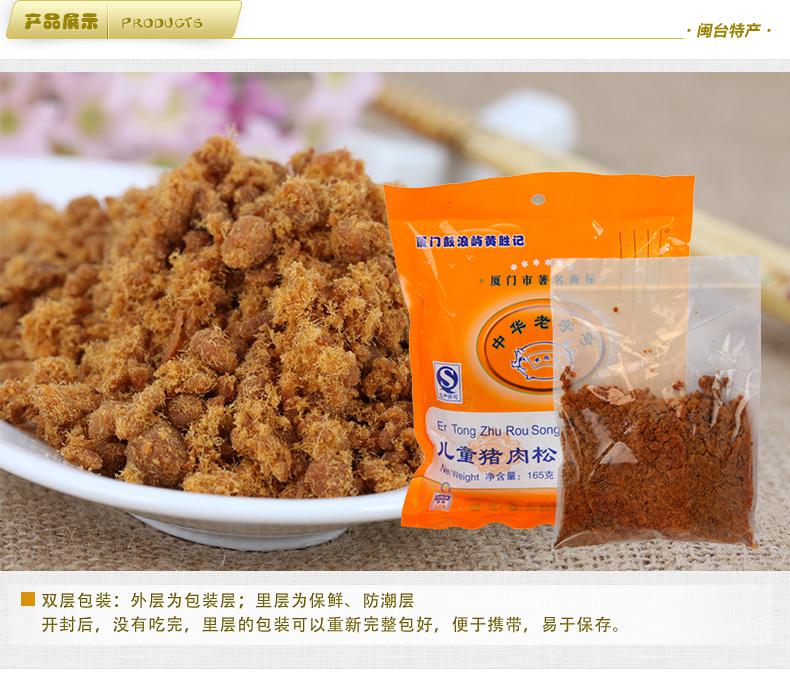 产品展示 PRODUCTS
· 闽台特产 ·
厦门鼓浪屿黄胜记
厦门市著名商标
中华老字号
Er Tong Zhu Rou Song
儿童猪肉松
Net Weight 净含量：165克
双层包装：外层为包装层；里层为保鲜、防潮层
开封后，没有吃完，里层的包装可以重新完整包好，便于携带，易于保存。